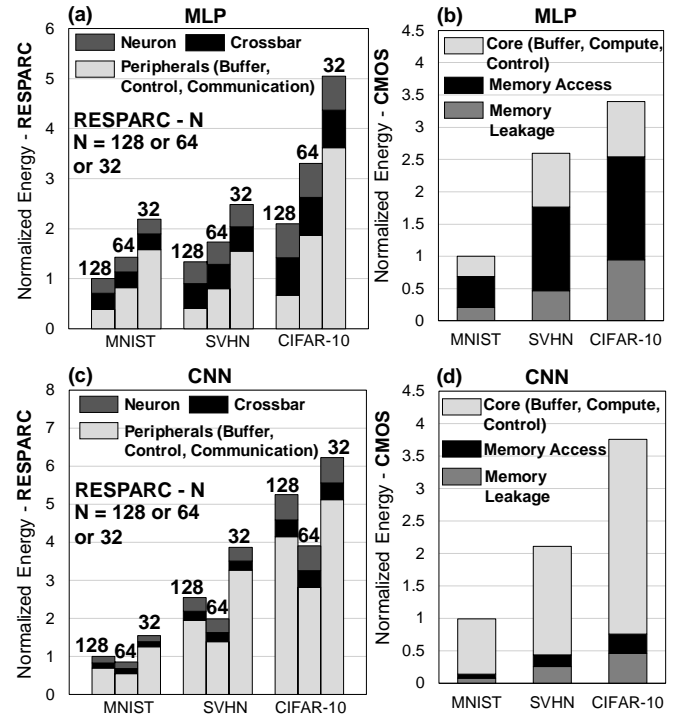 (a) MLP
Normalized Energy - RESPARC
6
5
4
3
2
1
0
Neuron Crossbar
Peripherals (Buffer,
Control, Communication)
RESPARC - N
N = 128 or 64
or 32
128 64 32
128 64 32
128 64 32
MNIST SVHN CIFAR-10
(b) MLP
Normalized Energy - CMOS
4.5
4
3.5
3
2.5
2
1.5
1
0.5
0
Core (Buffer, Compute,
Control)
Memory Access
Memory
Leakage
MNIST SVHN CIFAR-10
(c) CNN
Normalized Energy - RESPARC
8
7
6
5
4
3
2
1
0
Neuron Crossbar
Peripherals (Buffer,
Control, Communication)
RESPARC - N
N = 128 or 64
or 32
128 64 32
128 64 32
128 64 32
MNIST SVHN CIFAR-10
(d) CNN
Normalized Energy - CMOS
4.5
4
3.5
3
2.5
2
1.5
1
0.5
0
Core (Buffer, Compute,
Control)
Memory Access
Memory
Leakage
MNIST SVHN CIFAR-10